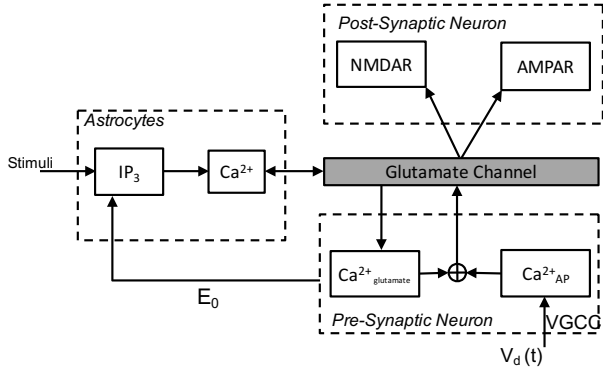 Post-Synaptic Neuron
NMDAR
AMPAR
Astrocytes
Stimuli
IP₃
Ca²⁺
Glutamate Channel
Ca²⁺glutamate
Ca²⁺AP
E₀
Pre-Synaptic Neuron
VGCC
V_d (t)